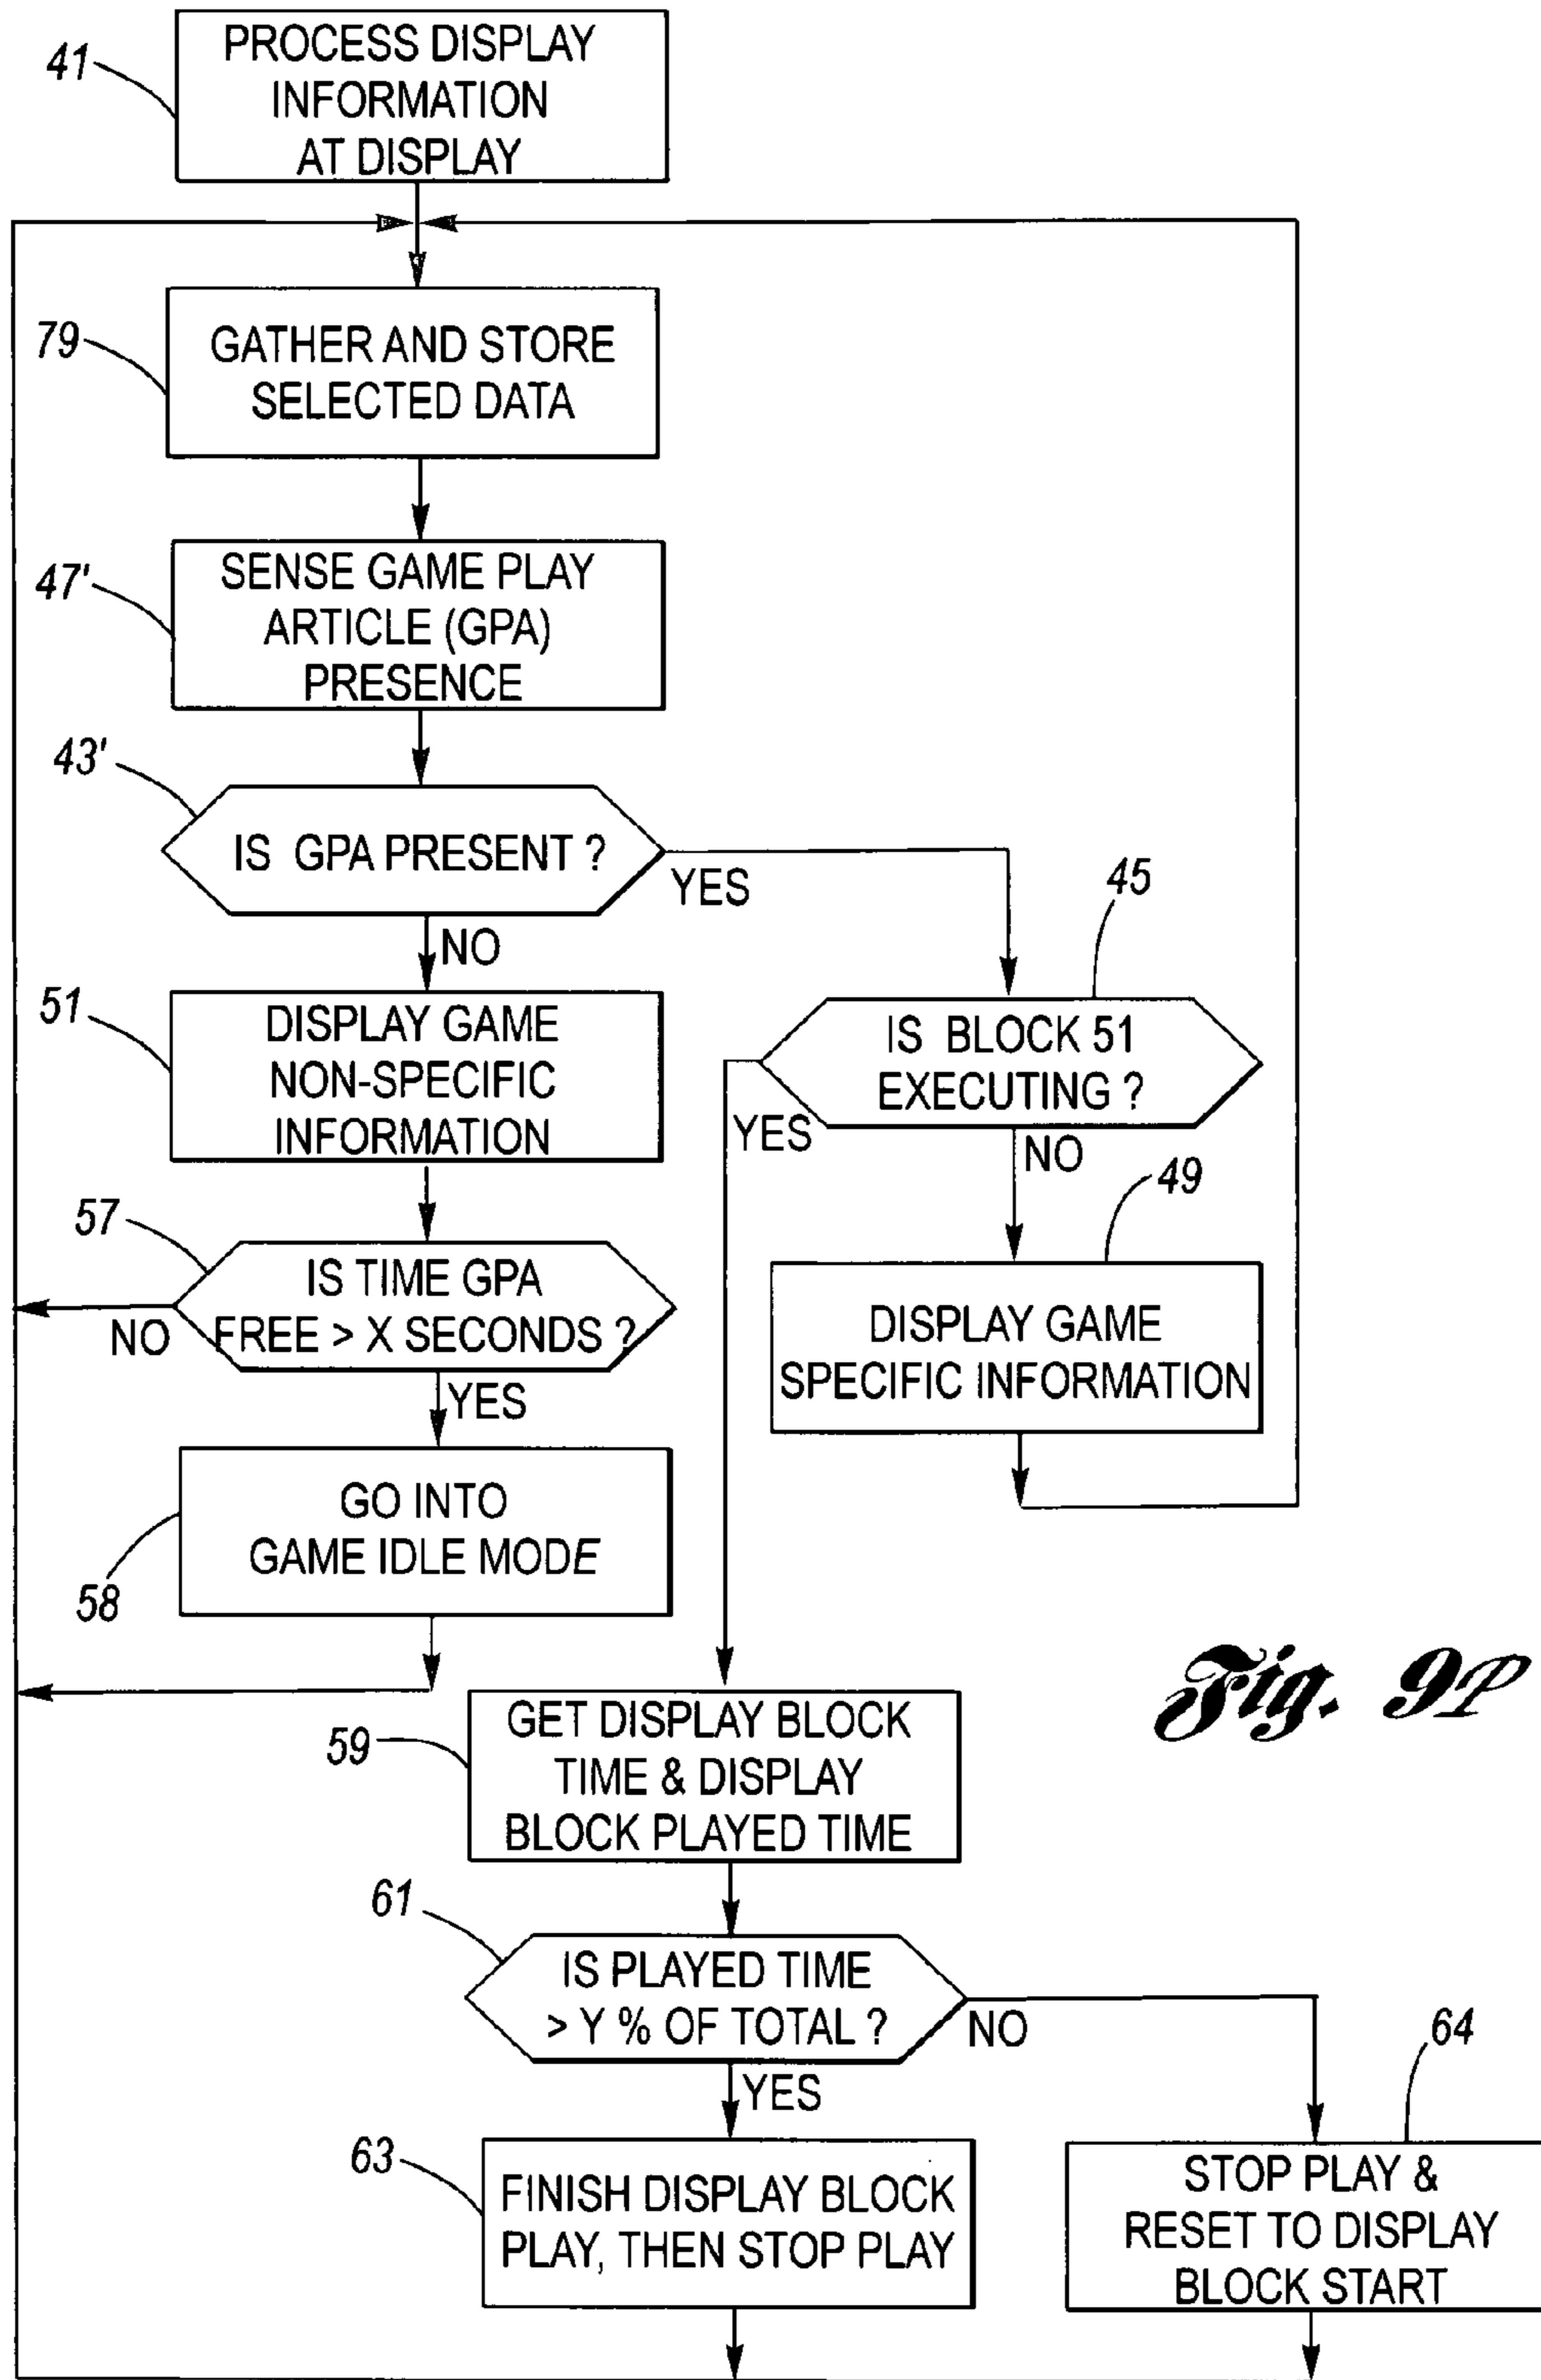 41
PROCESS DISPLAY
INFORMATION
AT DISPLAY
79
GATHER AND STORE
SELECTED DATA
47'
SENSE GAME PLAY
ARTICLE (GPA)
PRESENCE
43'
IS GPA PRESENT ?
YES
NO
45
IS BLOCK 51
EXECUTING ?
YES
NO
51
DISPLAY GAME
NON-SPECIFIC
INFORMATION
49
DISPLAY GAME
SPECIFIC INFORMATION
57
IS TIME GPA
FREE > X SECONDS ?
NO
YES
58
GO INTO
GAME IDLE MODE
Fig. 9P
59
GET DISPLAY BLOCK
TIME & DISPLAY
BLOCK PLAYED TIME
61
IS PLAYED TIME
> Y % OF TOTAL ?
NO
YES
63
FINISH DISPLAY BLOCK
PLAY, THEN STOP PLAY
64
STOP PLAY &
RESET TO DISPLAY
BLOCK START